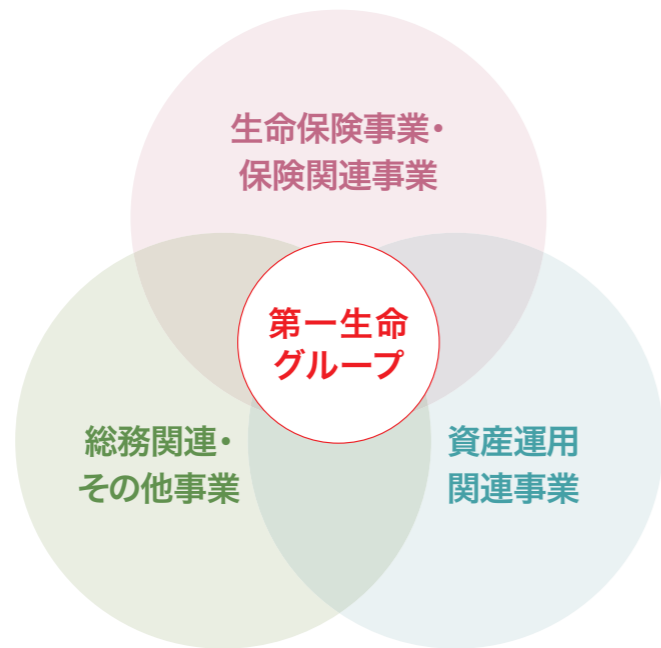 生命保険事業・
保険関連事業
第一生命
グループ
総務関連・
その他事業
資産運用
関連事業